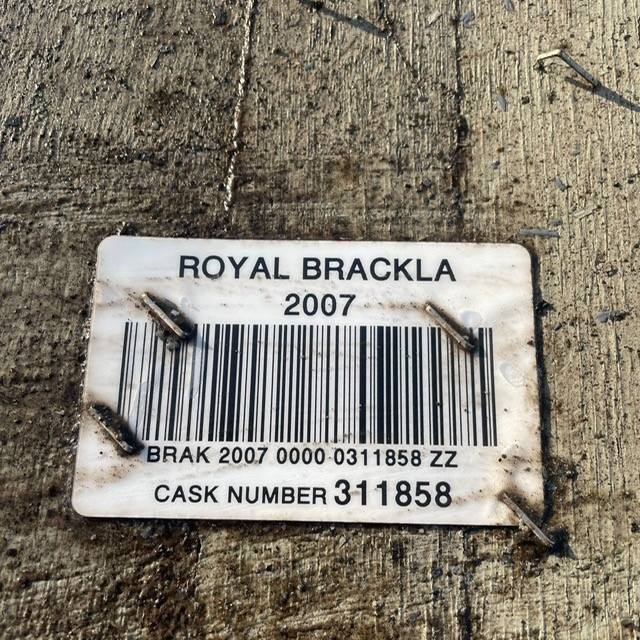 ROYAL BRACKLA
2007
BRAK 2007 0000 0311858 ZZ
CASK NUMBER 311858